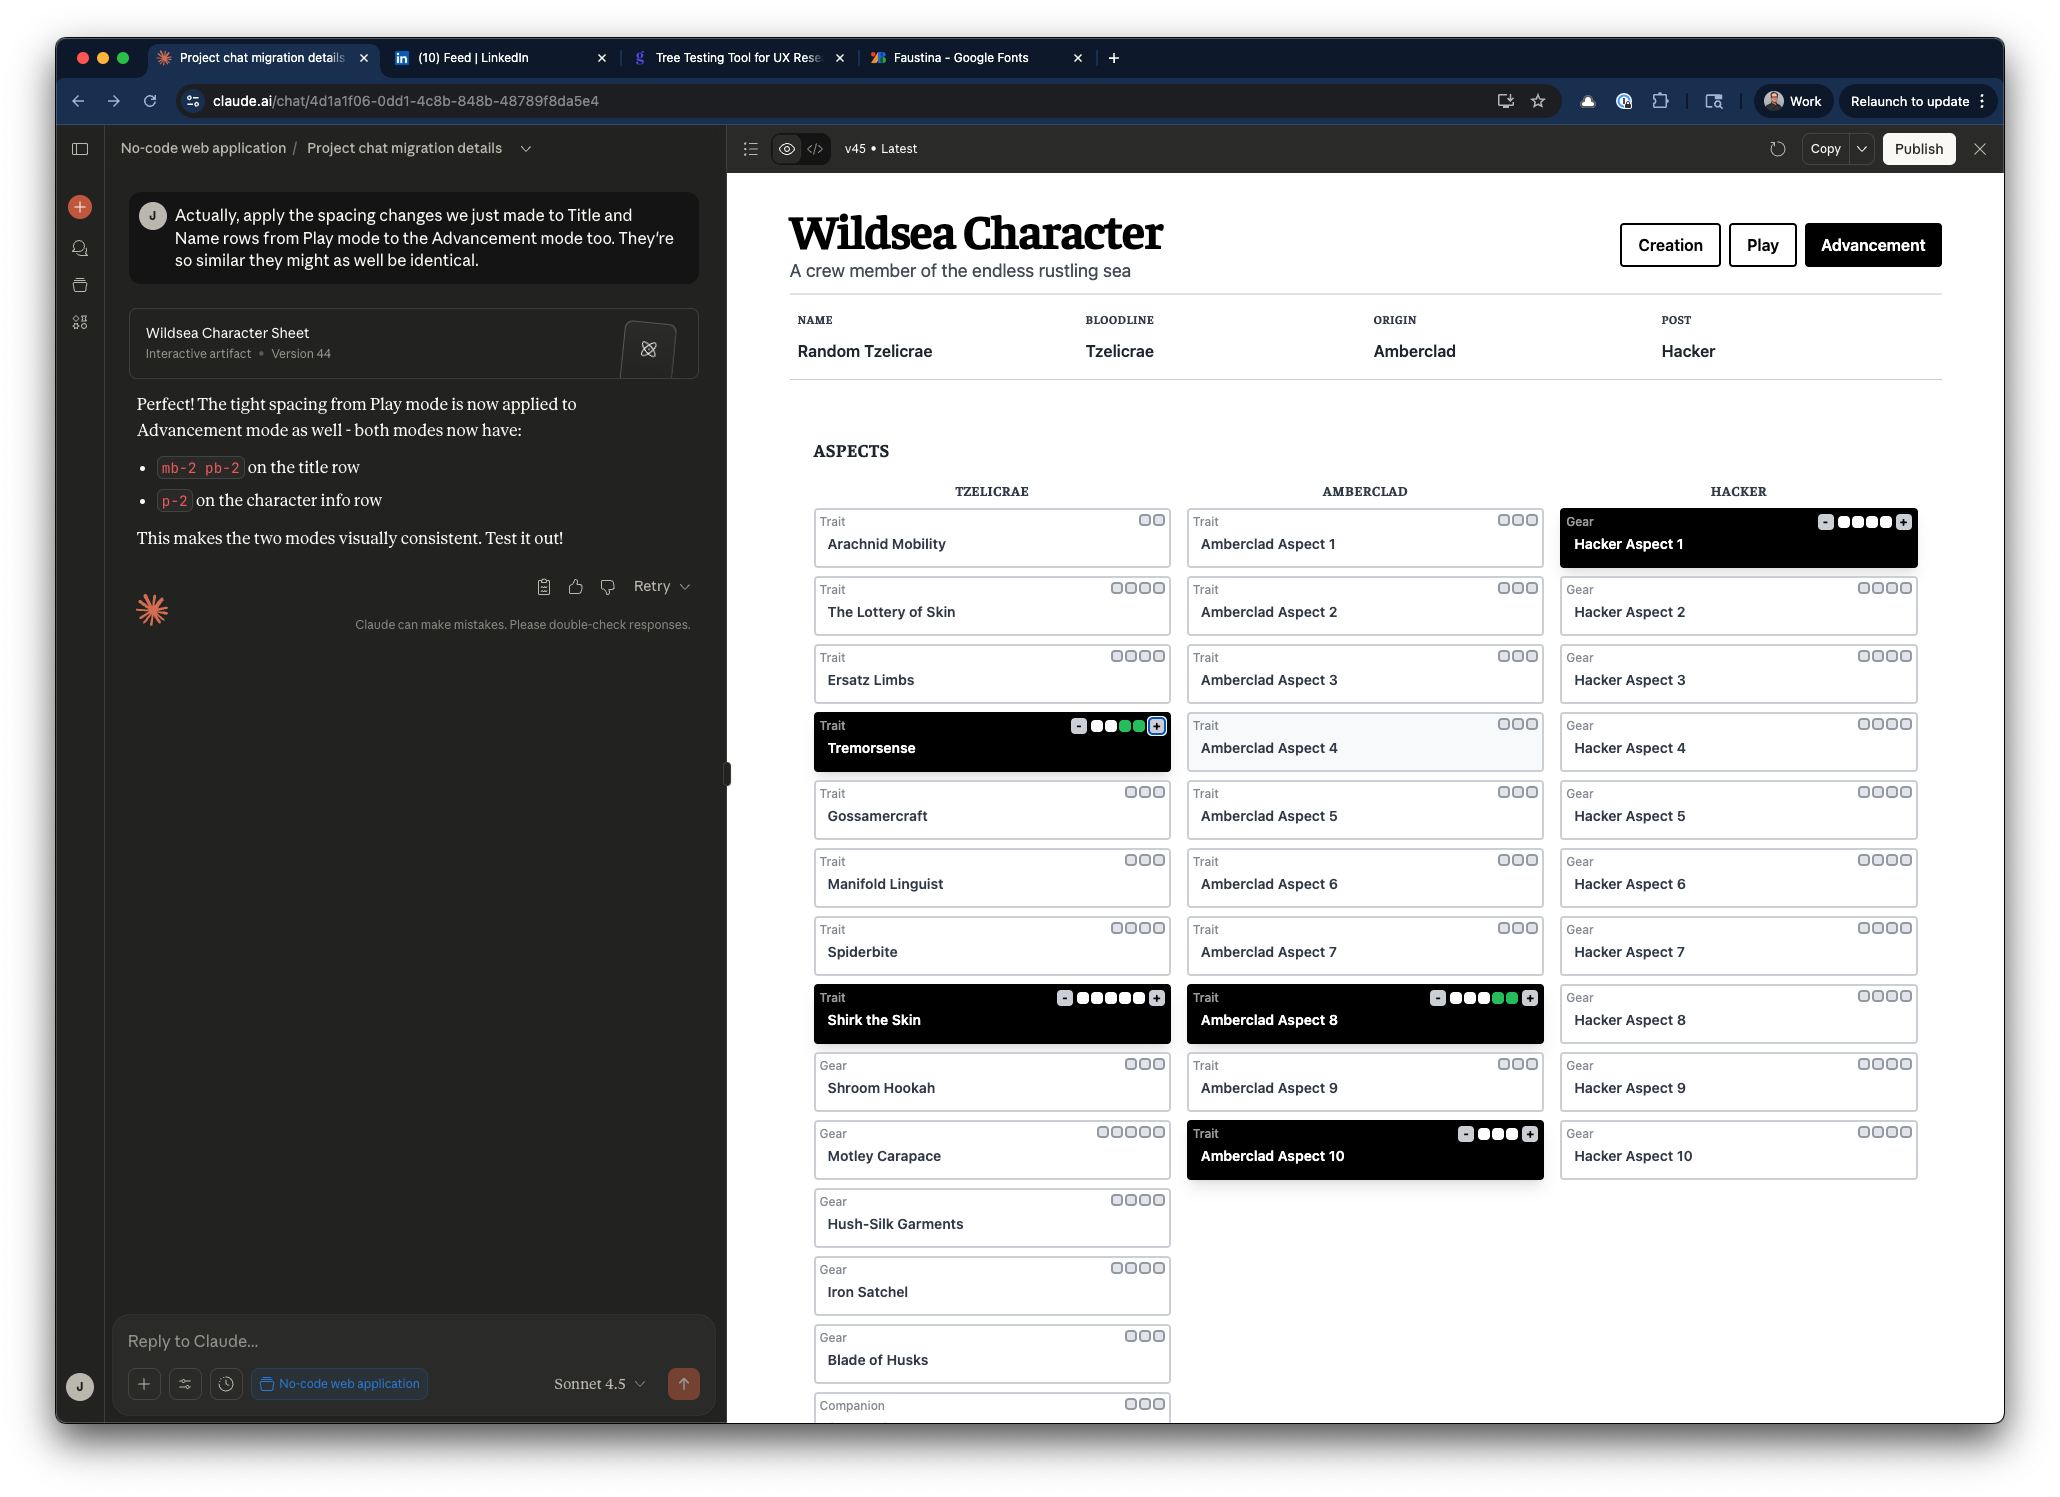 Project chat migration details
(10) Feed | LinkedIn
Tree Testing Tool for UX Rese
Faustina - Google Fonts
claude.ai/chat/4d1a1f06-0dd1-4c8b-848b-48789f8da5e4
Work
Relaunch to update
No-code web application / Project chat migration details
v45 • Latest
Copy
Publish
J
Actually, apply the spacing changes we just made to Title and
Name rows from Play mode to the Advancement mode too. They're
so similar they might as well be identical.
Wildsea Character Sheet
Interactive artifact • Version 44
Perfect! The tight spacing from Play mode is now applied to
Advancement mode as well - both modes now have:
• mb-2 pb-2 on the title row
• p-2 on the character info row
This makes the two modes visually consistent. Test it out!
Retry
Claude can make mistakes. Please double-check responses.
Reply to Claude...
No-code web application
Sonnet 4.5
J
Wildsea Character
A crew member of the endless rustling sea
Creation
Play
Advancement
NAME
Random Tzelicrae
BLOODLINE
Tzelicrae
ORIGIN
Amberclad
POST
Hacker
ASPECTS
TZELICRAE
Trait
Arachnid Mobility
Trait
The Lottery of Skin
Trait
Ersatz Limbs
Trait
- +
Tremorsense
Trait
Gossamercraft
Trait
Manifold Linguist
Trait
Spiderbite
Trait
- +
Shirk the Skin
Gear
Shroom Hookah
Gear
Motley Carapace
Gear
Hush-Silk Garments
Gear
Iron Satchel
Gear
Blade of Husks
Companion
AMBERCLAD
Trait
Amberclad Aspect 1
Trait
Amberclad Aspect 2
Trait
Amberclad Aspect 3
Trait
Amberclad Aspect 4
Trait
Amberclad Aspect 5
Trait
Amberclad Aspect 6
Trait
Amberclad Aspect 7
Trait
- +
Amberclad Aspect 8
Trait
Amberclad Aspect 9
Trait
- +
Amberclad Aspect 10
HACKER
Gear
- +
Hacker Aspect 1
Gear
Hacker Aspect 2
Gear
Hacker Aspect 3
Gear
Hacker Aspect 4
Gear
Hacker Aspect 5
Gear
Hacker Aspect 6
Gear
Hacker Aspect 7
Gear
Hacker Aspect 8
Gear
Hacker Aspect 9
Gear
Hacker Aspect 10